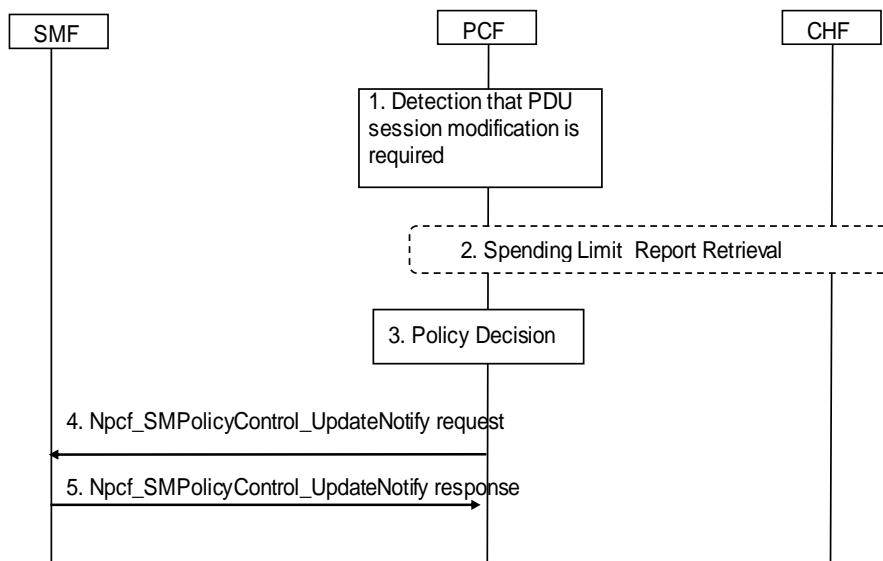 SMF
PCF
CHF
1. Detection that PDU
session modification is
required
2. Spending Limit Report Retrieval
3. Policy Decision
4. Npcf_SMPolicyControl_UpdateNotify request
5. Npcf_SMPolicyControl_UpdateNotify response